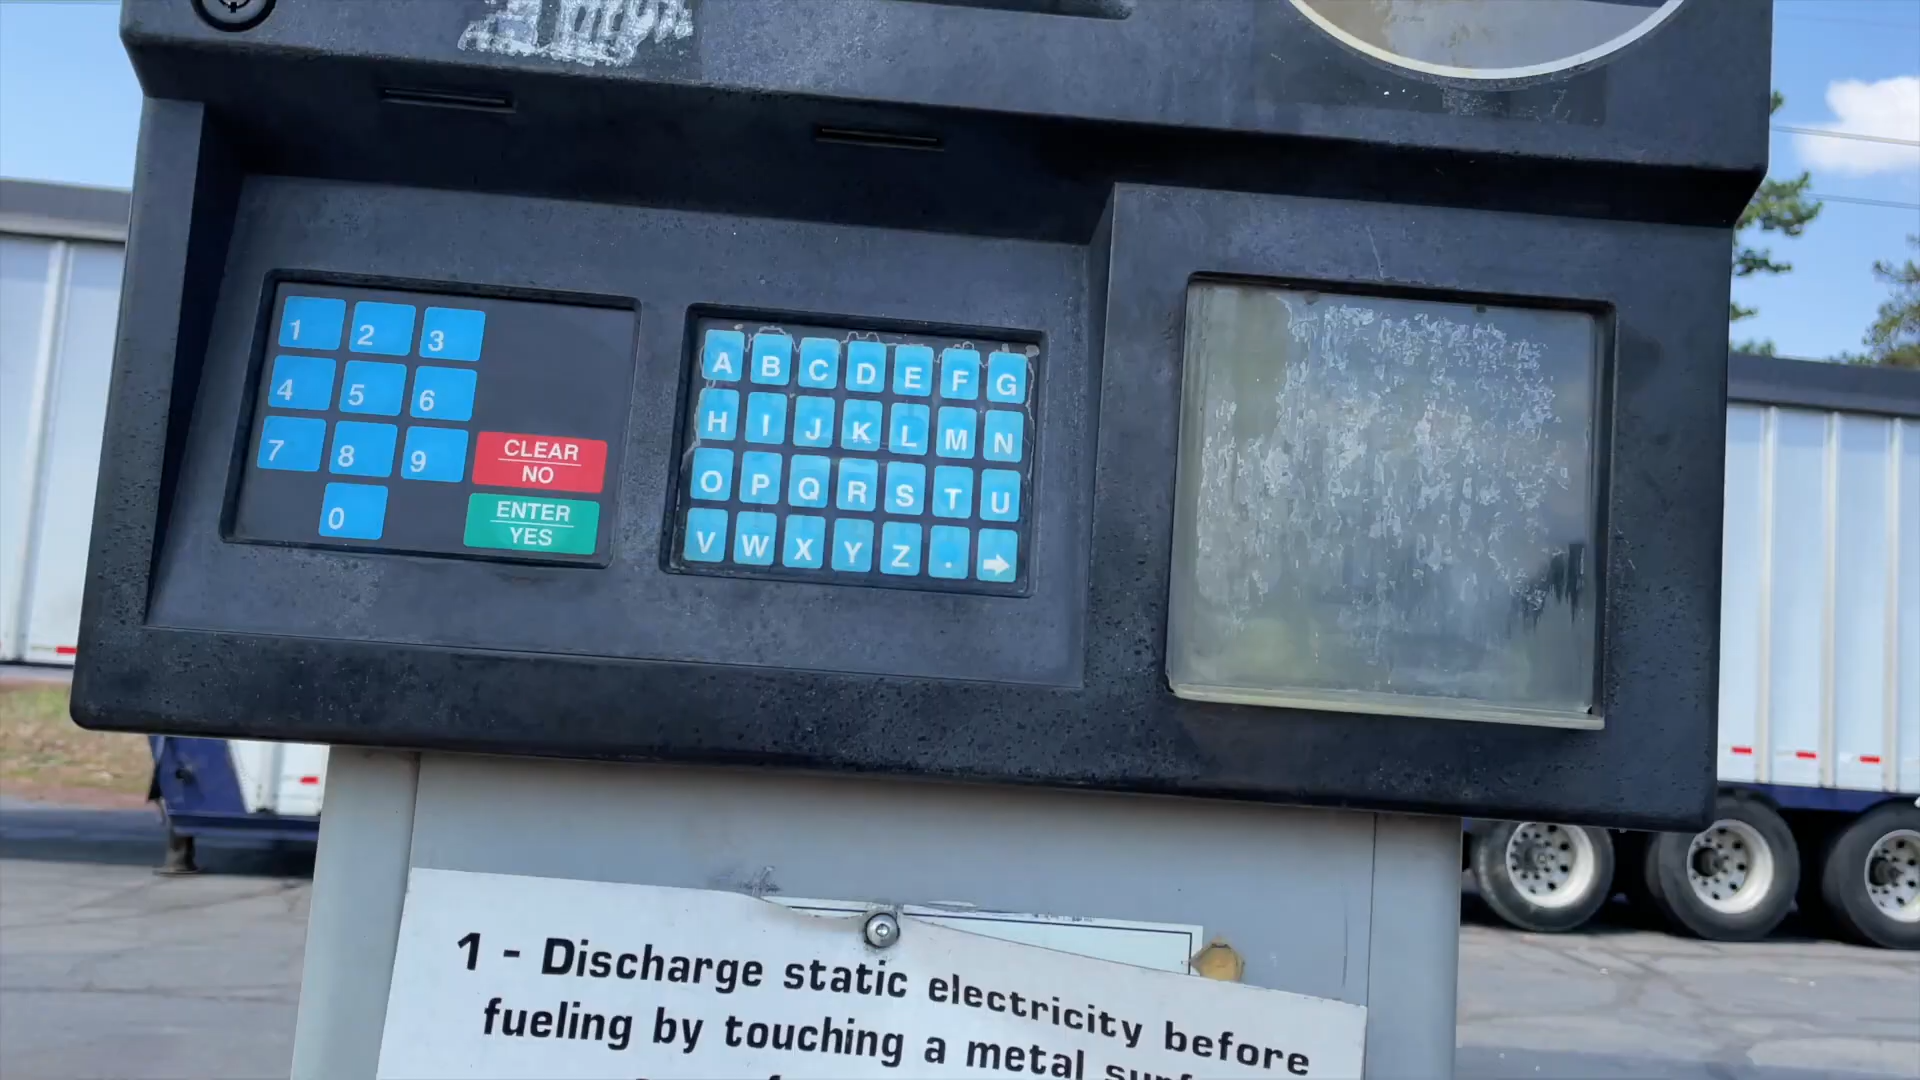 1 2 3
4 5 6
7 8 9
0
CLEAR
NO
ENTER
YES
A B C D E F G
H I J K L M N
O P Q R S T U
V W X Y Z . →
1 - Discharge static electricity before
fueling by touching a metal